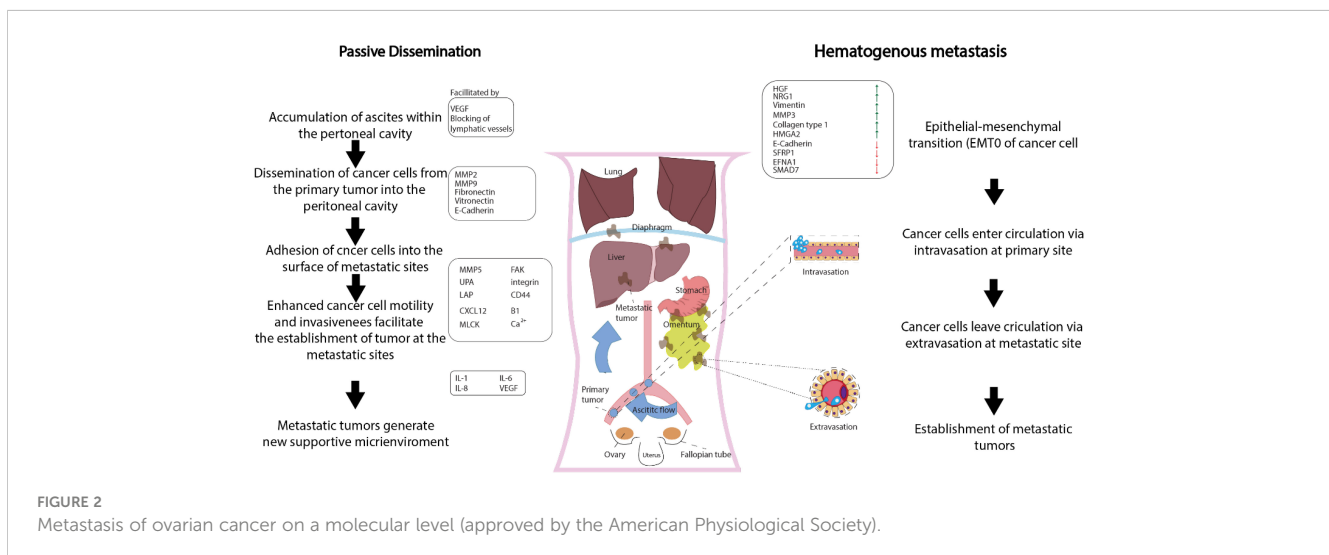 Passive Dissemination
Facillitated by
VEGF
Blocking of
lymphatic vessels
Accumulation of ascites within
the pertoneal cavity
Dissemination of cancer cells from
the primary tumor into the
peritoneal cavity
MMP2
MMP9
Fibronectin
Vitronectin
E-Cadherin
Adhesion of cncer cells into the
surface of metastatic sites
MMP5 FAK
UPA integrin
LAP CD44
CXCL12 B1
MLCK Ca²⁺
Enhanced cancer cell motility
and invasivenees facilitate
the establishment of tumor at the
metastatic sites
IL-1 IL-6
IL-8 VEGF
Metastatic tumors generate
new supportive micrienviroment
Lung
Diaphragm
Liver
Stomach
Metastatic
tumor
Omentum
Primary
tumor
Ascititc flow
Ovary
Uterus
Fallopian tube
Hematogenous metastasis
HGF
NRG1
Vimentin
MMP3
Collagen type 1
HMGA2
E-Cadherin
SFRP1
EFNA1
SMAD7
Epithelial-mesenchymal
transition (EMT0 of cancer cell
Intravasation
Cancer cells enter circulation via
intravasation at primary site
Cancer cells leave criculation via
extravasation at metastatic site
Extravasation
Establishment of metastatic
tumors
FIGURE 2
Metastasis of ovarian cancer on a molecular level (approved by the American Physiological Society).